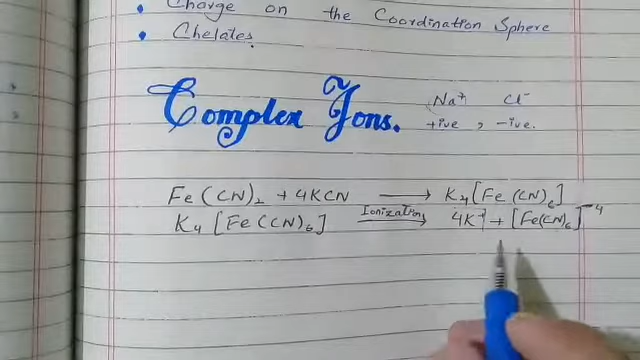 • Charge on the Coordination Sphere
• Chelates.
Complex Ions.
Na⁺ Cl⁻
+ive, -ive.
Fe(CN)₂ + 4KCN ⟶ K₄[Fe(CN)₆]
K₄[Fe(CN)₆] Ionization⟶ 4K⁺ + [Fe(CN)₆]⁻⁴